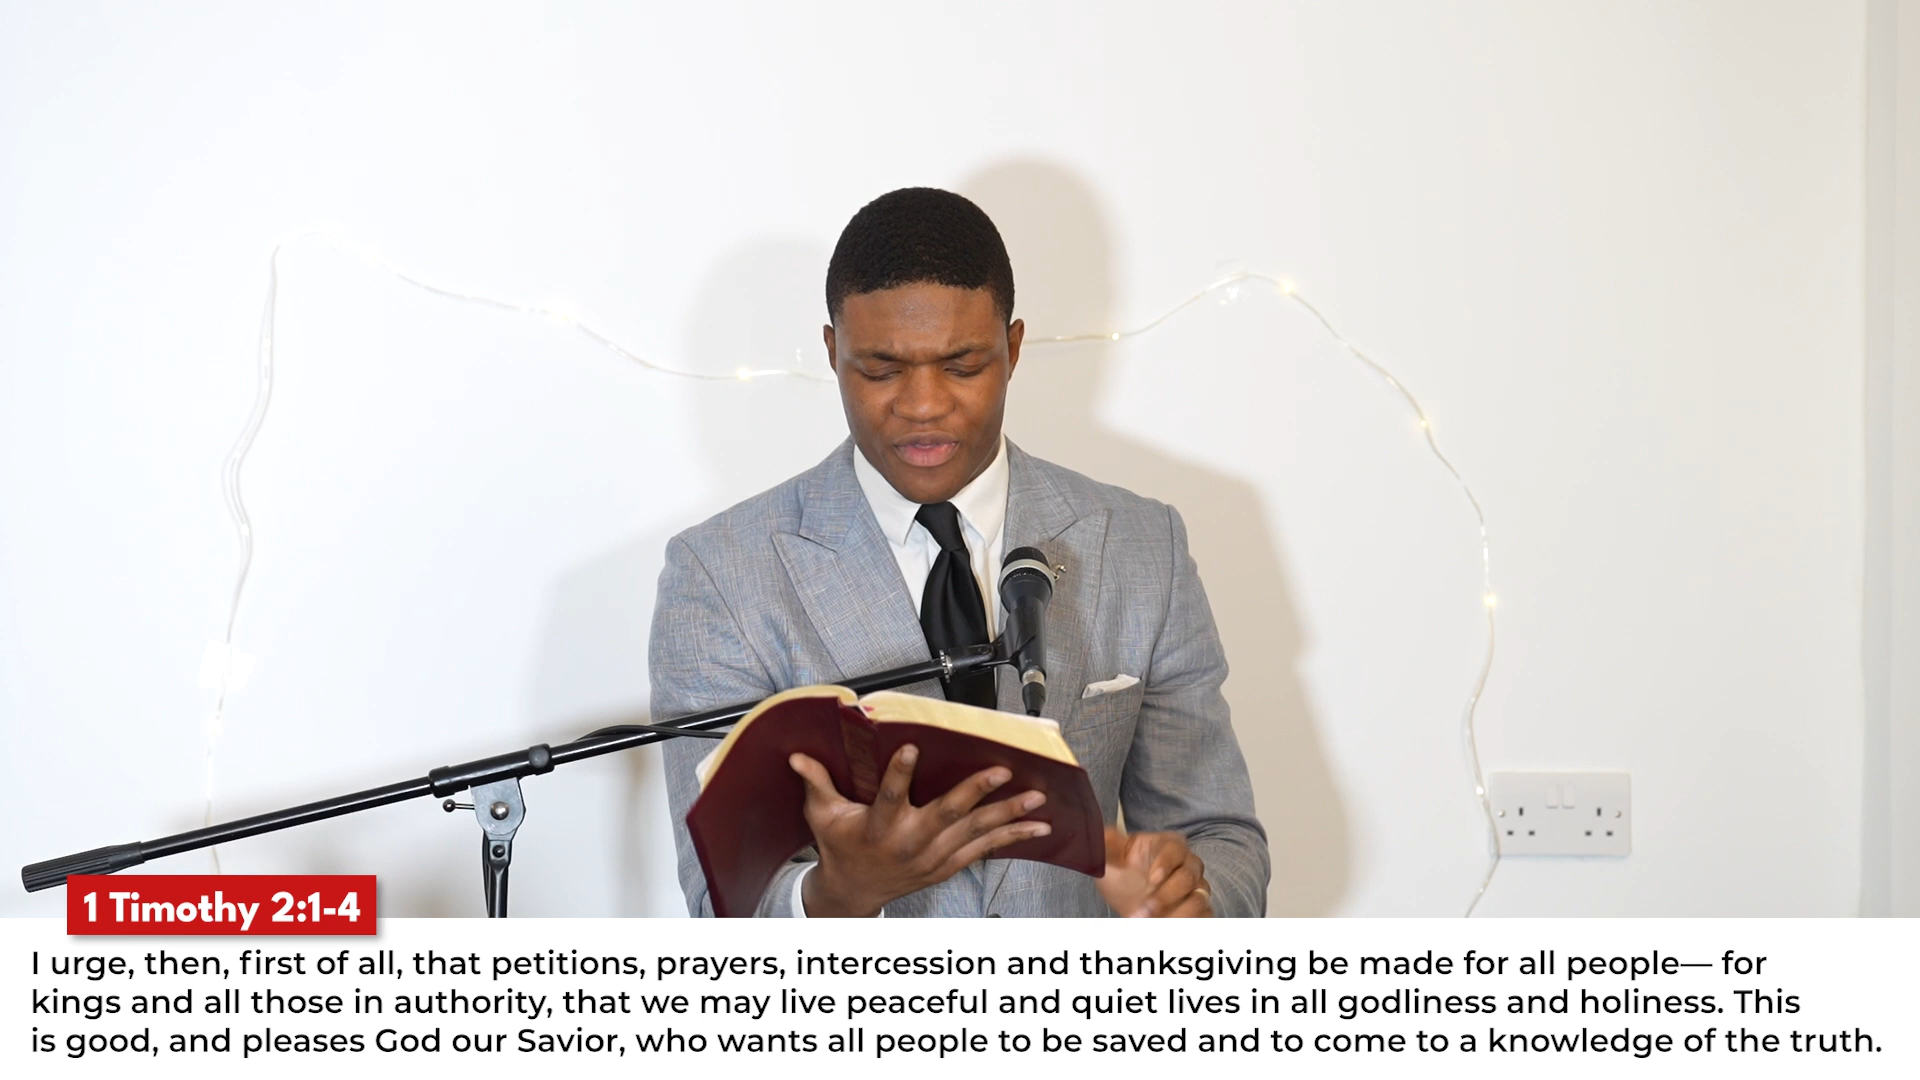 1 Timothy 2:1-4
I urge, then, first of all, that petitions, prayers, intercession and thanksgiving be made for all people— for
kings and all those in authority, that we may live peaceful and quiet lives in all godliness and holiness. This
is good, and pleases God our Savior, who wants all people to be saved and to come to a knowledge of the truth.